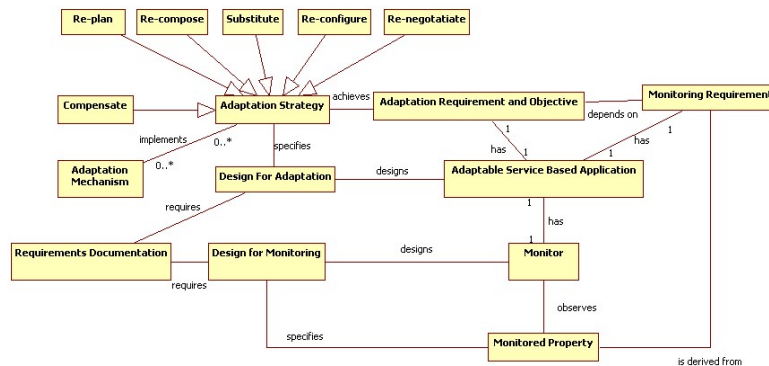 Re-plan
Re-compose
Substitute
Re-configure
Re-negotatiate
Compensate
Adaptation Strategy
achieves
Adaptation Requirement and Objective
depends on
Monitoring Requirement
implements
0..*
0..*
specifies
1
has
1
1
has
1
Adaptation
Mechanism
Design For Adaptation
designs
Adaptable Service Based Application
requires
1
has
1
Requirements Documentation
requires
Design for Monitoring
designs
Monitor
observes
specifies
Monitored Property
is derived from